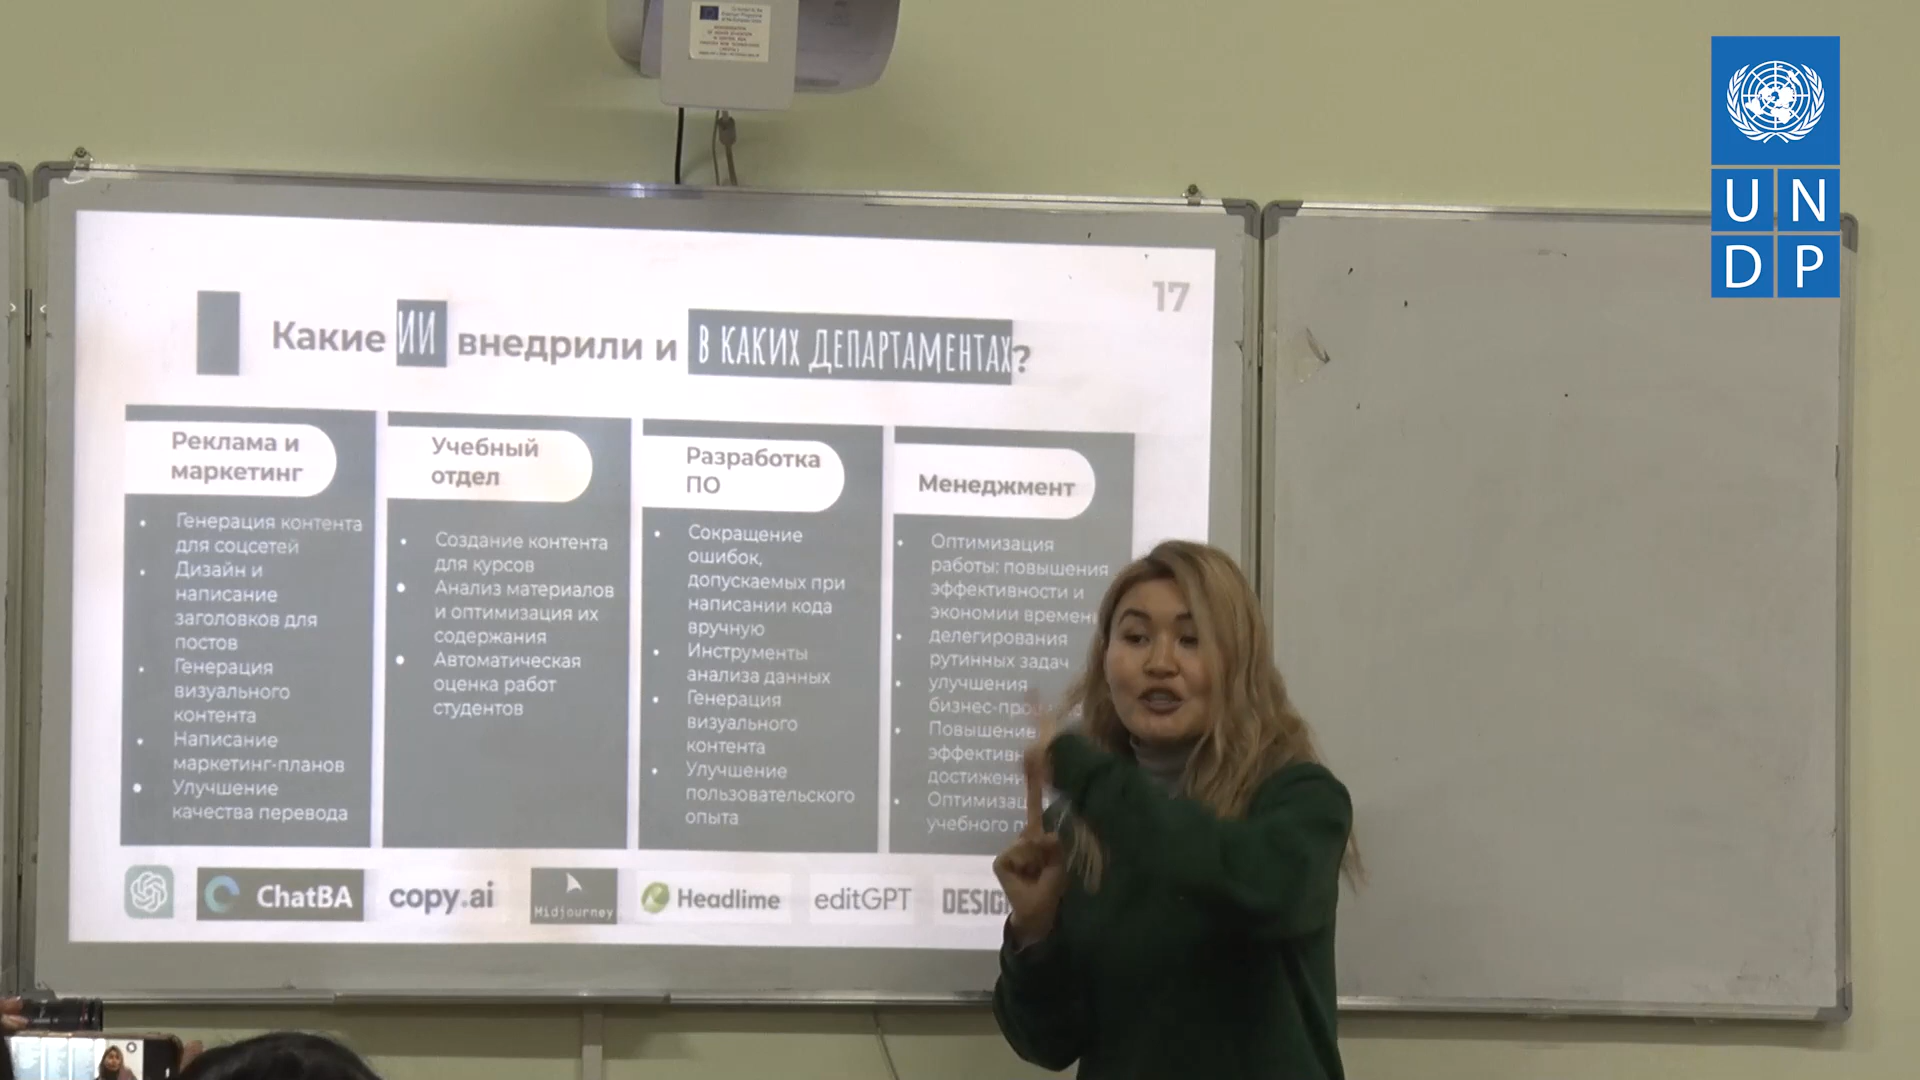 17
Какие ИИ внедрили и В КАКИХ ДЕПАРТАМЕНТАХ?
Реклама и
маркетинг
• Генерация контента
для соцсетей
• Дизайн и
написание
заголовков для
постов
• Генерация
визуального
контента
• Написание
маркетинг-планов
• Улучшение
качества перевода
Учебный
отдел
• Создание контента
для курсов
• Анализ материалов
и оптимизация их
содержания
• Автоматическая
оценка работ
студентов
Разработка
ПО
• Сокращение
ошибок,
допускаемых при
написании кода
вручную
• Инструменты
анализа данных
• Генерация
визуального
контента
• Улучшение
пользовательского
опыта
Менеджмент
• Оптимизация
работы: повышения
эффективности и
экономии времени
• делегирования
рутинных задач
• улучшения
• Повышение
учебного
ChatBA
copy.ai
Midjourney
Headlime
editGPT
UN
DP